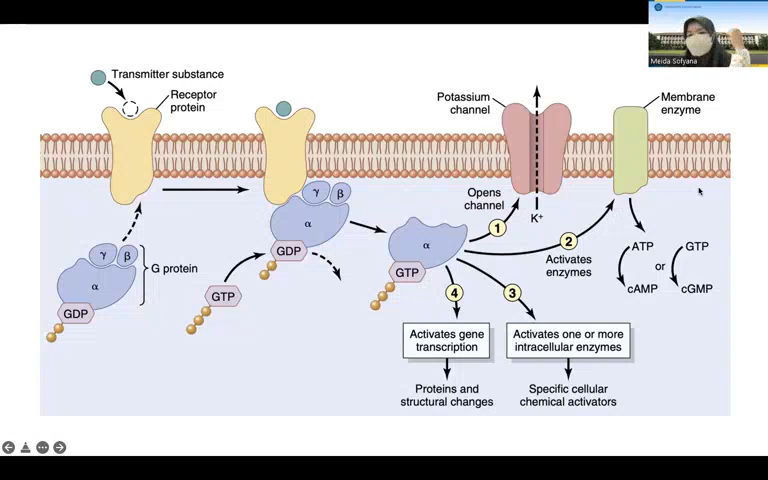 Meida Sofyana
Transmitter substance
Receptor
protein
Potassium
channel
Membrane
enzyme
γ
β
α
GDP
G protein
γ
β
α
GDP
GTP
α
GTP
Opens
channel
1
K+
2
Activates
enzymes
ATP
or
GTP
cAMP
cGMP
4
3
Activates gene
transcription
Activates one or more
intracellular enzymes
Proteins and
structural changes
Specific cellular
chemical activators